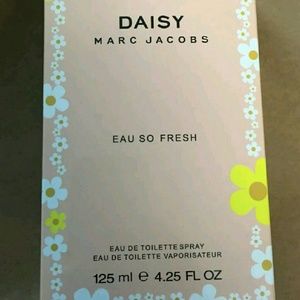 DAISY
MARC JACOBS
EAU SO FRESH
EAU DE TOILETTE SPRAY
EAU DE TOILETTE VAPORISATEUR
125 ml ℮ 4.25 FL OZ